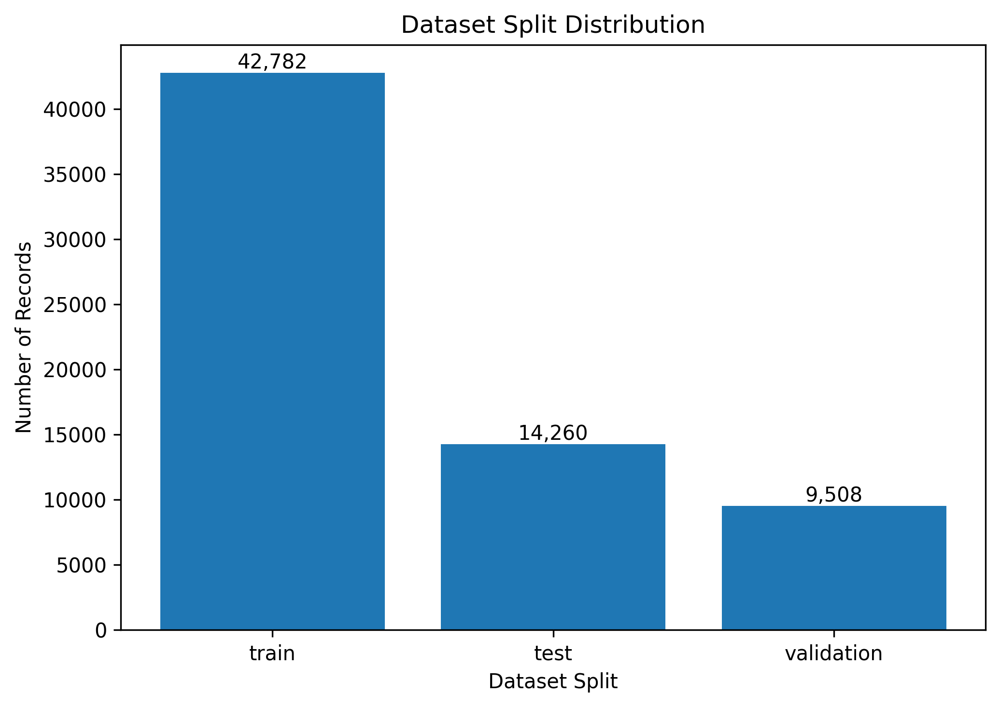 Dataset Split Distribution
42,782
40000
35000
30000
25000
20000
15000
10000
5000
0
Number of Records
14,260
9,508
train
test
validation
Dataset Split